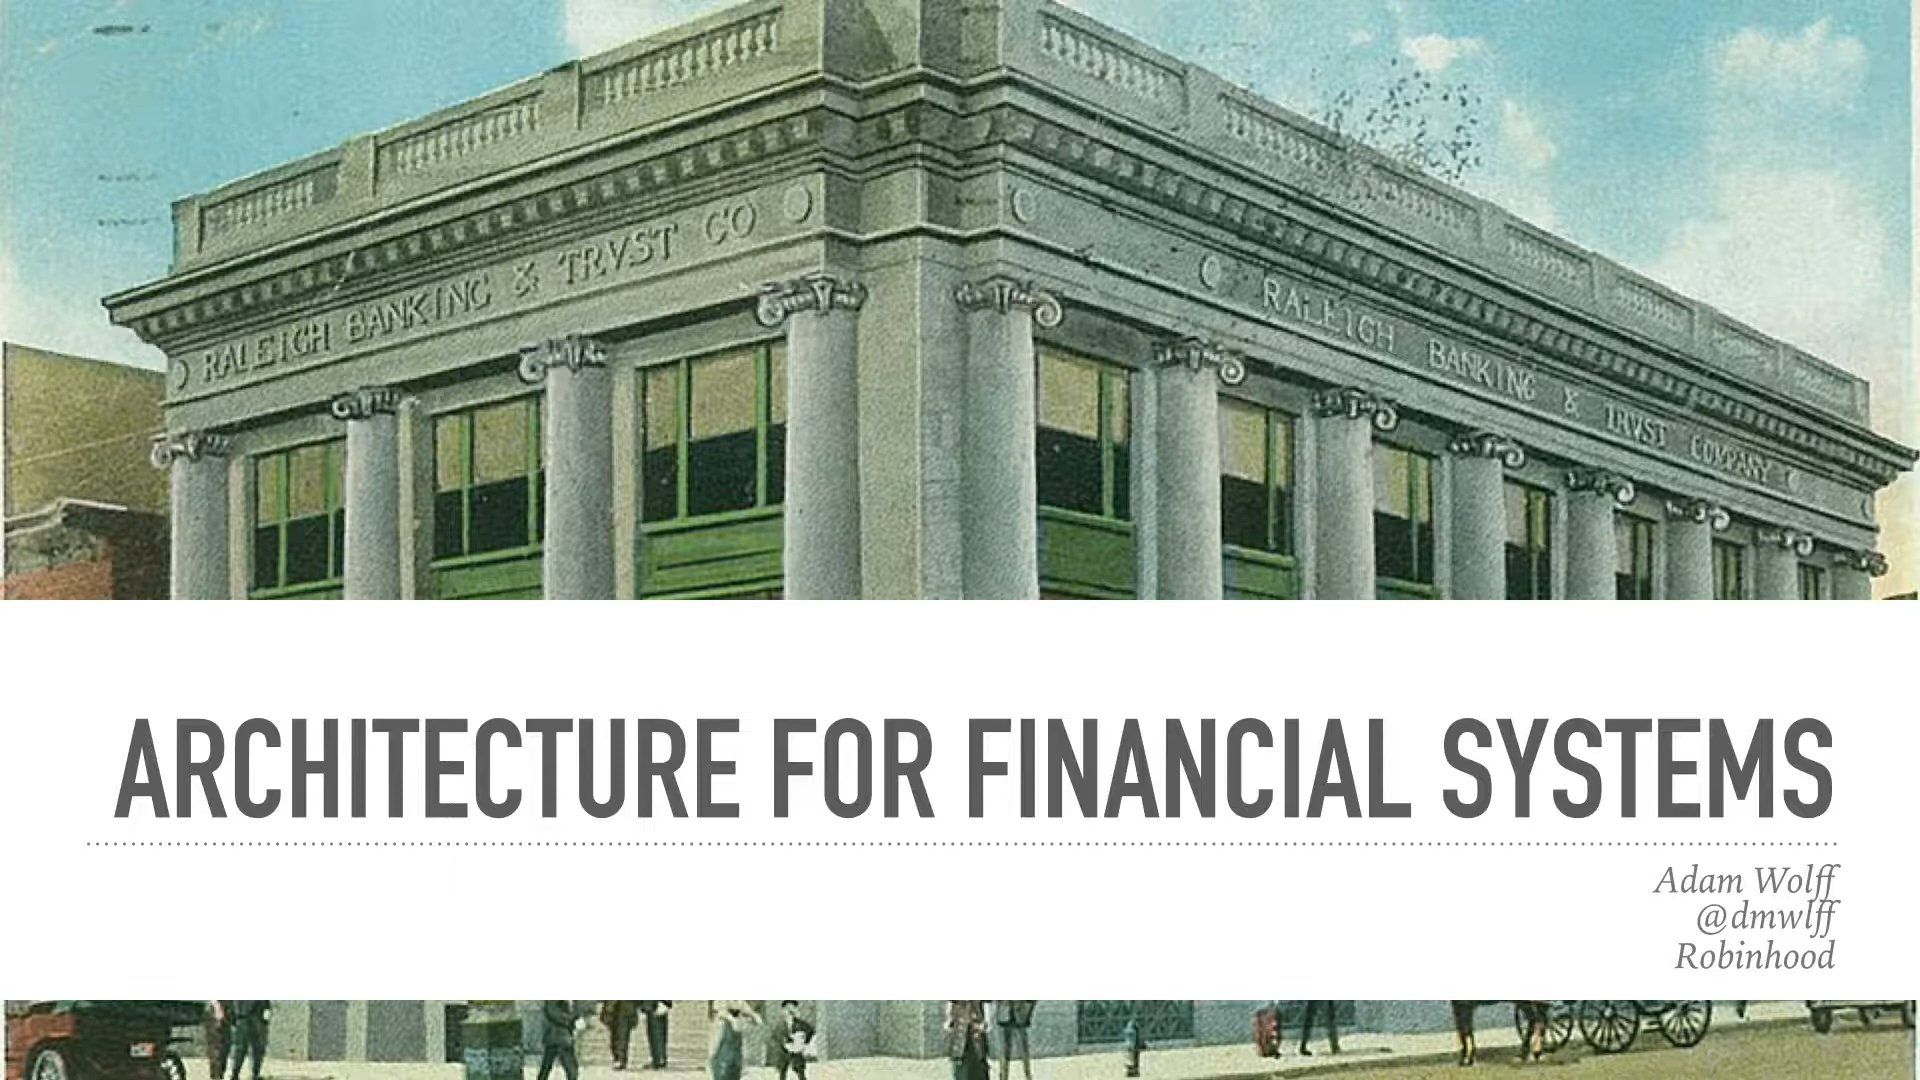 RALEIGH BANKING & TRVST CO
RALEIGH BANKING & TRVST COMPANY
ARCHITECTURE FOR FINANCIAL SYSTEMS
Adam Wolff
@dmwlff
Robinhood